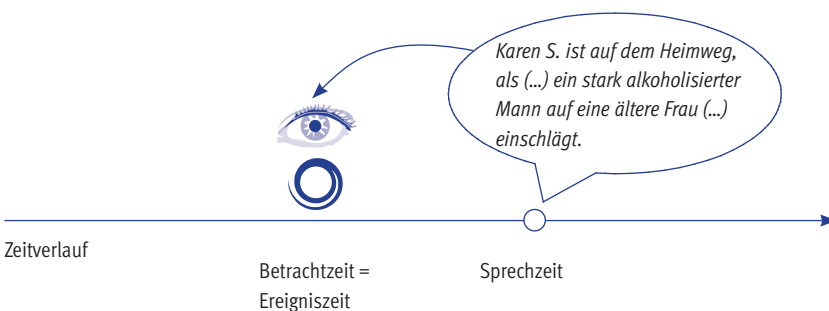 Karen S. ist auf dem Heimweg,
als (...) ein stark alkoholisierter
Mann auf eine ältere Frau (...)
einschlägt.
Zeitverlauf
Betrachtzeit =
Ereigniszeit
Sprechzeit